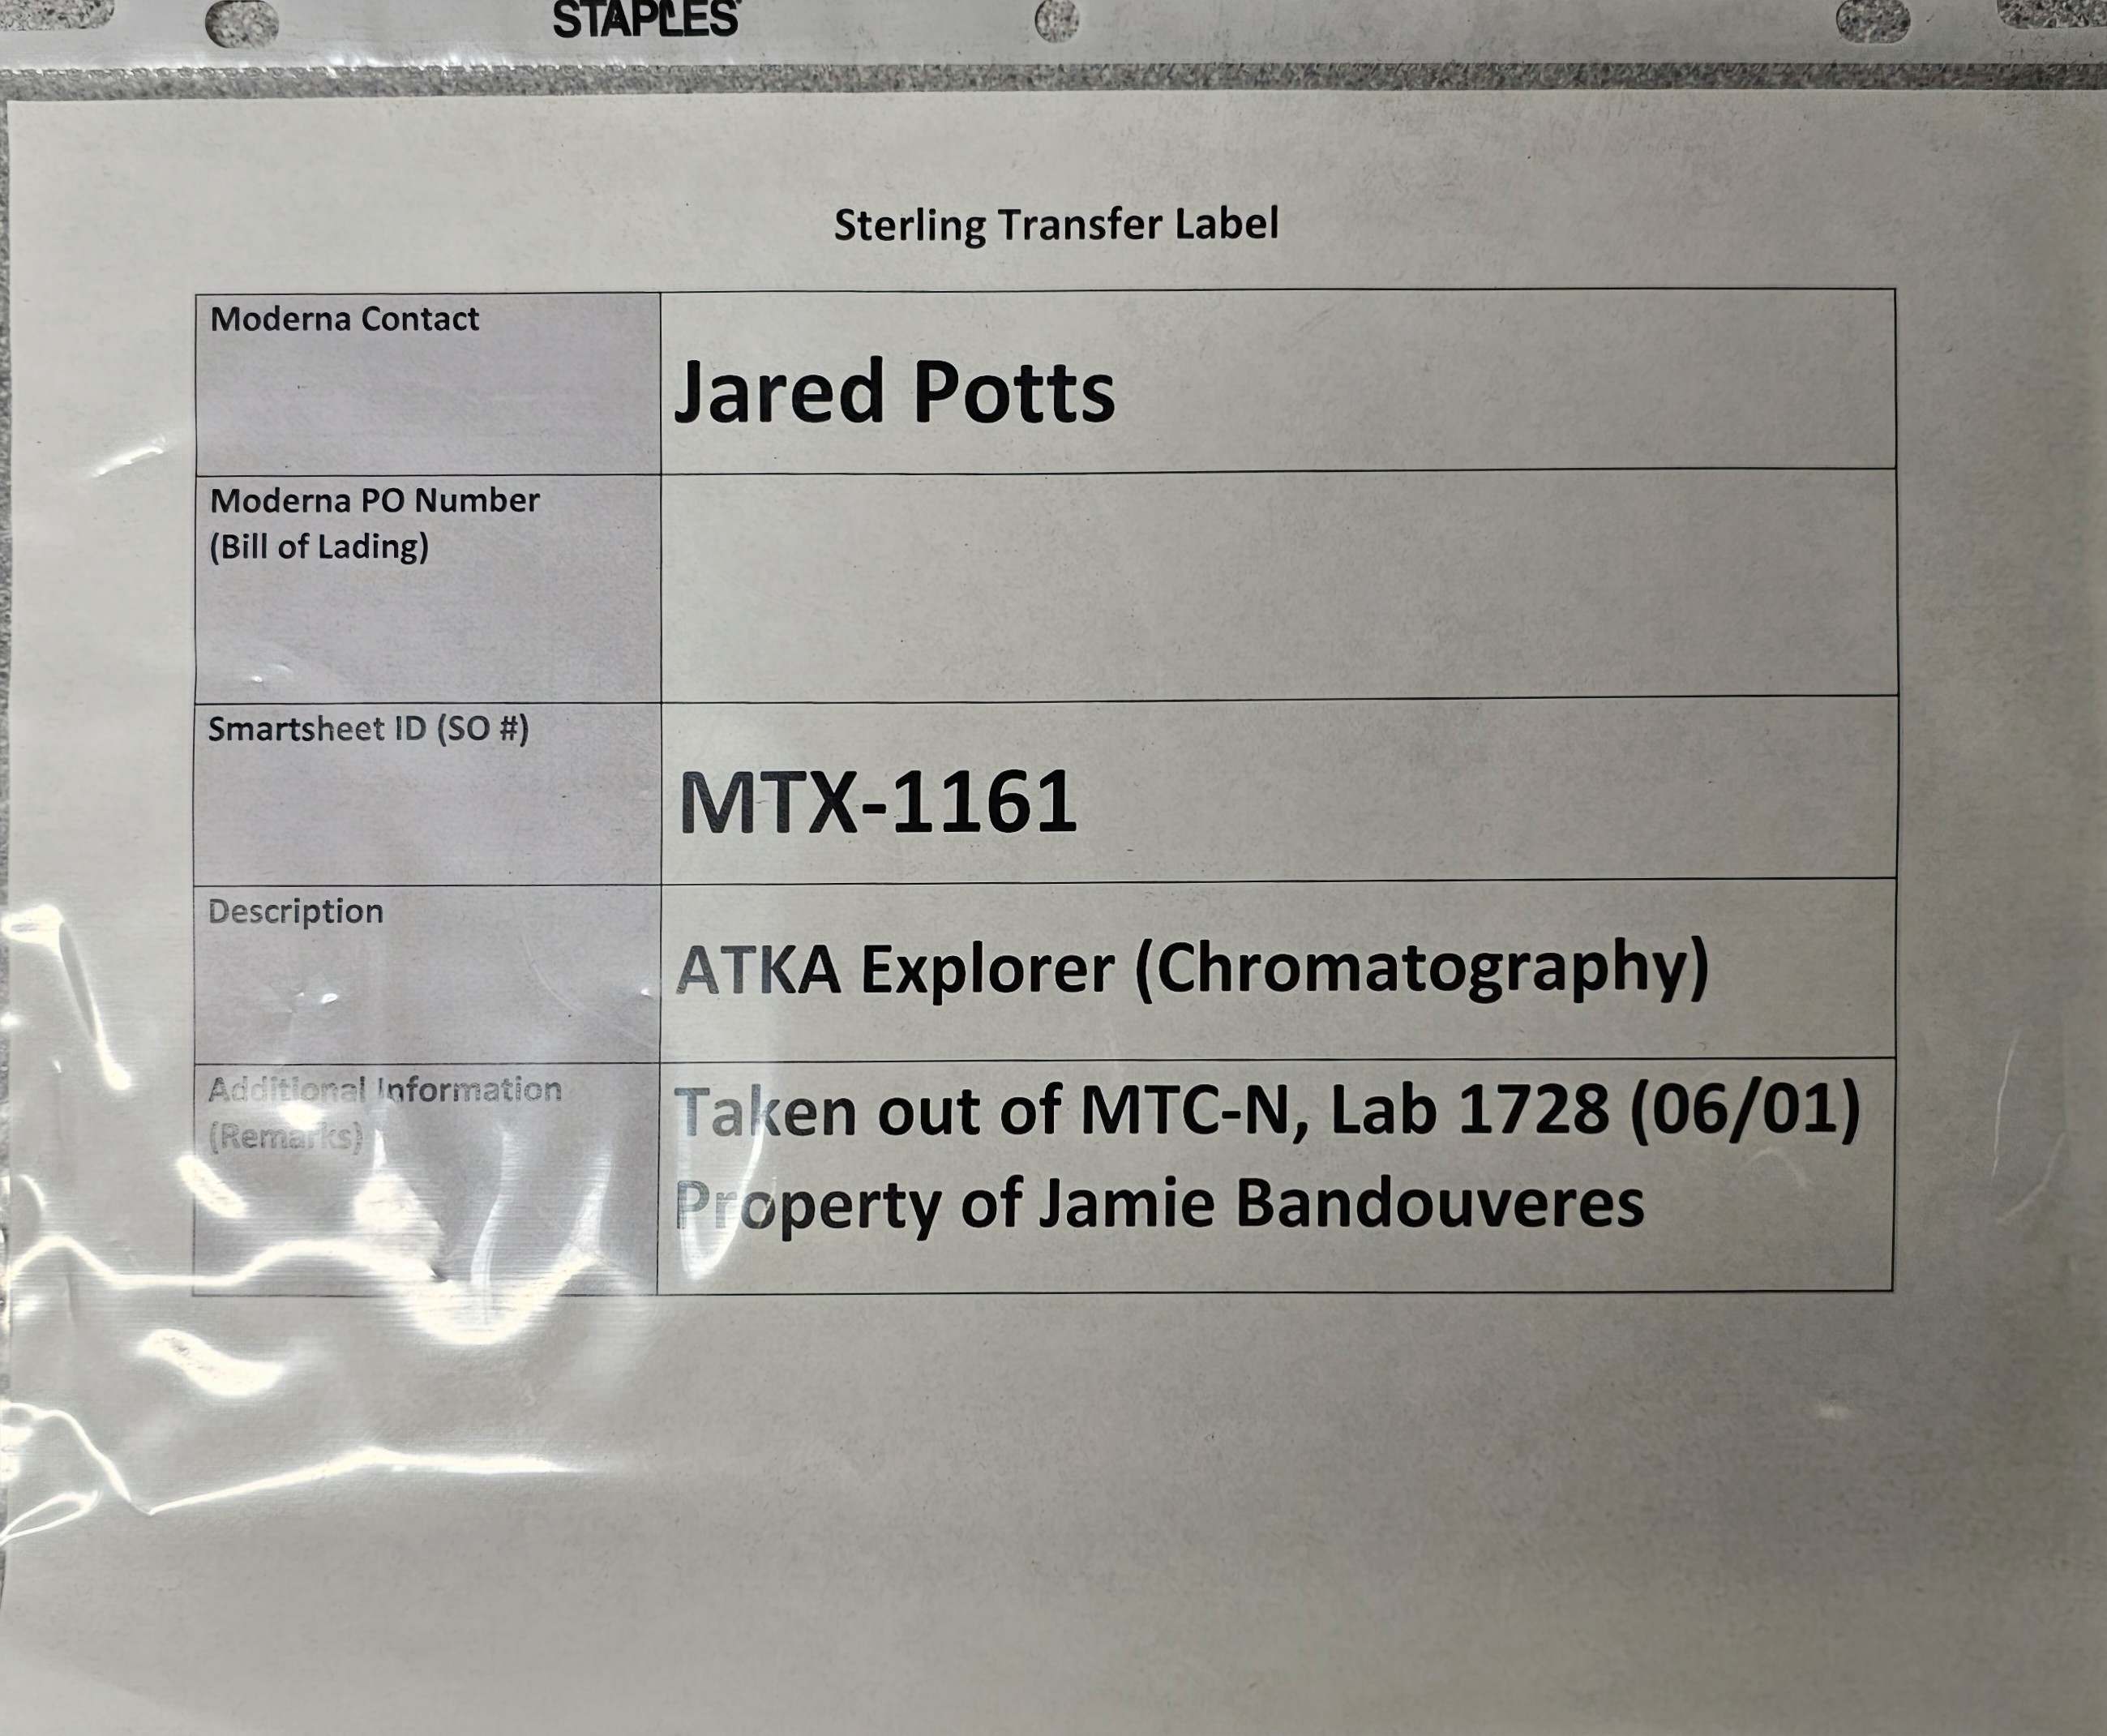 STAPLES
Sterling Transfer Label
Moderna Contact
Jared Potts
Moderna PO Number
(Bill of Lading)
Smartsheet ID (SO #)
MTX-1161
Description
ATKA Explorer (Chromatography)
Additional Information
(Remarks)
Taken out of MTC-N, Lab 1728 (06/01)
Property of Jamie Bandouveres